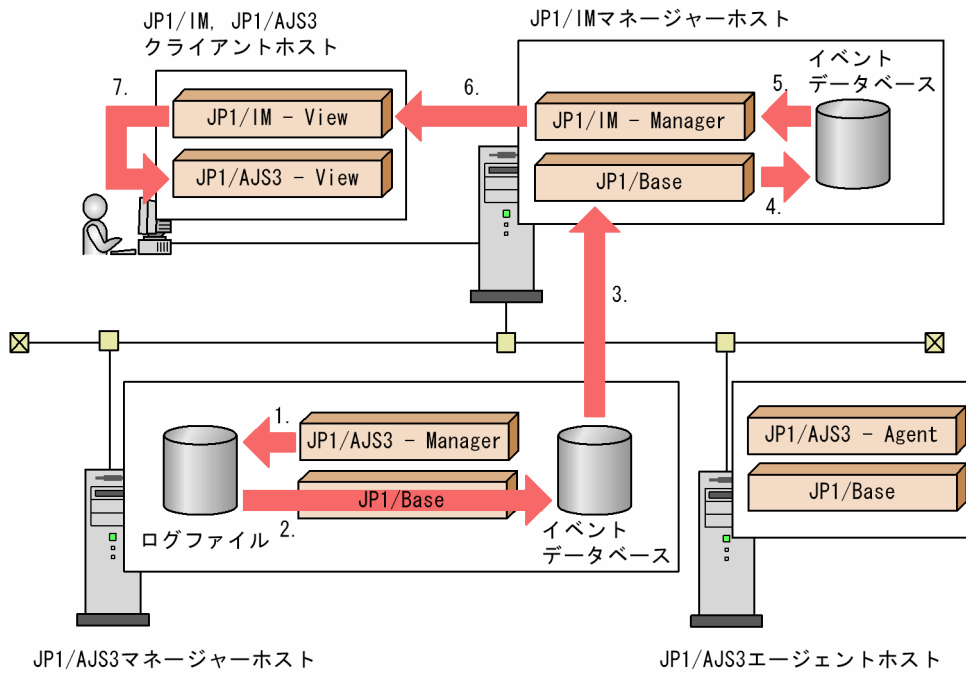 JP1/IM, JP1/AJS3
クライアントホスト
JP1/IMマネージャーホスト
7.
JP1/IM - View
JP1/AJS3 - View
6.
イベント
データベース
5.
JP1/IM - Manager
JP1/Base
4.
3.
1.
JP1/AJS3 - Manager
JP1/Base
2.
ログファイル
イベント
データベース
JP1/AJS3 - Agent
JP1/Base
JP1/AJS3マネージャーホスト
JP1/AJS3エージェントホスト